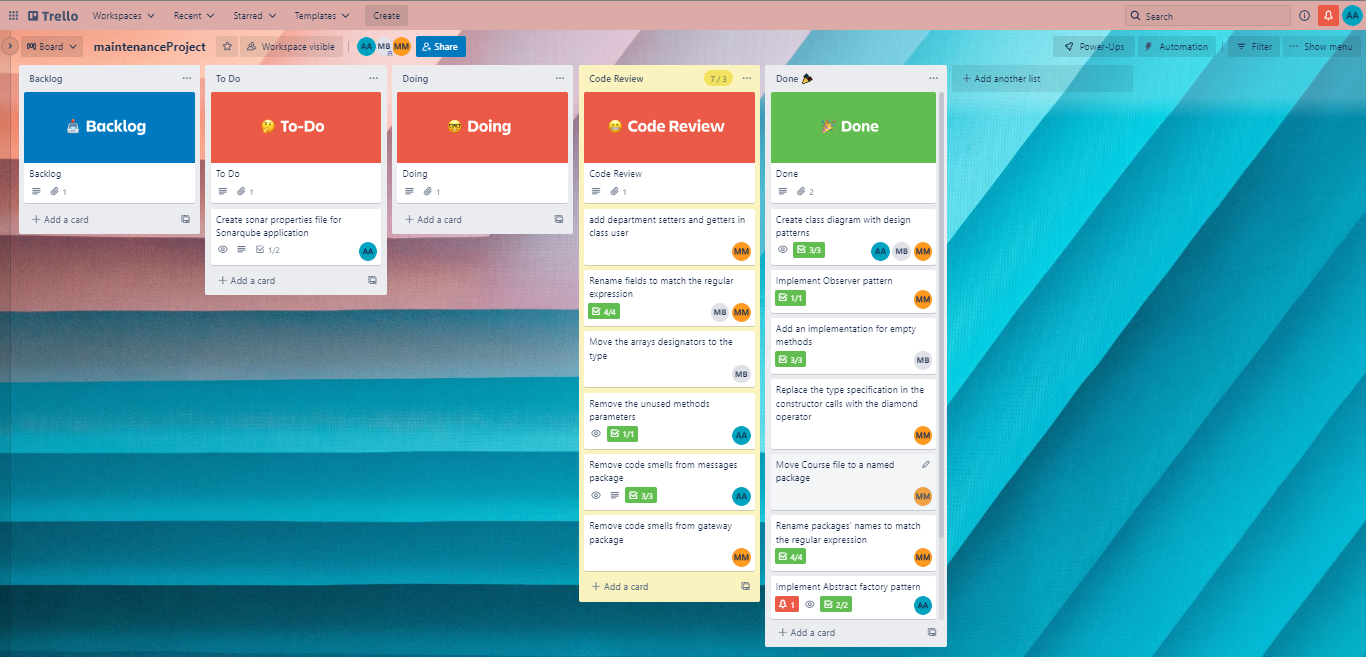 Trello
Workspaces
Recent
Starred
Templates
Create
Search
AA
Board
maintenanceProject
Workspace visible
AA
MB
MM
Share
Power-Ups
Automation
Filter
Show menu
Backlog
Backlog
Backlog
1
+ Add a card
To Do
To-Do
To Do
1
Create sonar properties file for
Sonarqube application
1/2
AA
+ Add a card
Doing
Doing
Doing
1
+ Add a card
Code Review
7 / 3
Code Review
Code Review
1
add department setters and getters in
class user
MM
Rename fields to match the regular
expression
4/4
MB
MM
Move the arrays designators to the
type
MB
Remove the unused methods
parameters
1/1
AA
Remove code smells from messages
package
3/3
AA
Remove code smells from gateway
package
MM
+ Add a card
Done
Done
Done
2
Create class diagram with design
patterns
3/3
AA
MB
MM
Implement Observer pattern
1/1
MM
Add an implementation for empty
methods
3/3
MB
Replace the type specification in the
constructor calls with the diamond
operator
MM
Move Course file to a named
package
MM
Rename packages' names to match
the regular expression
4/4
MM
Implement Abstract factory pattern
1
2/2
AA
+ Add a card
+ Add another list